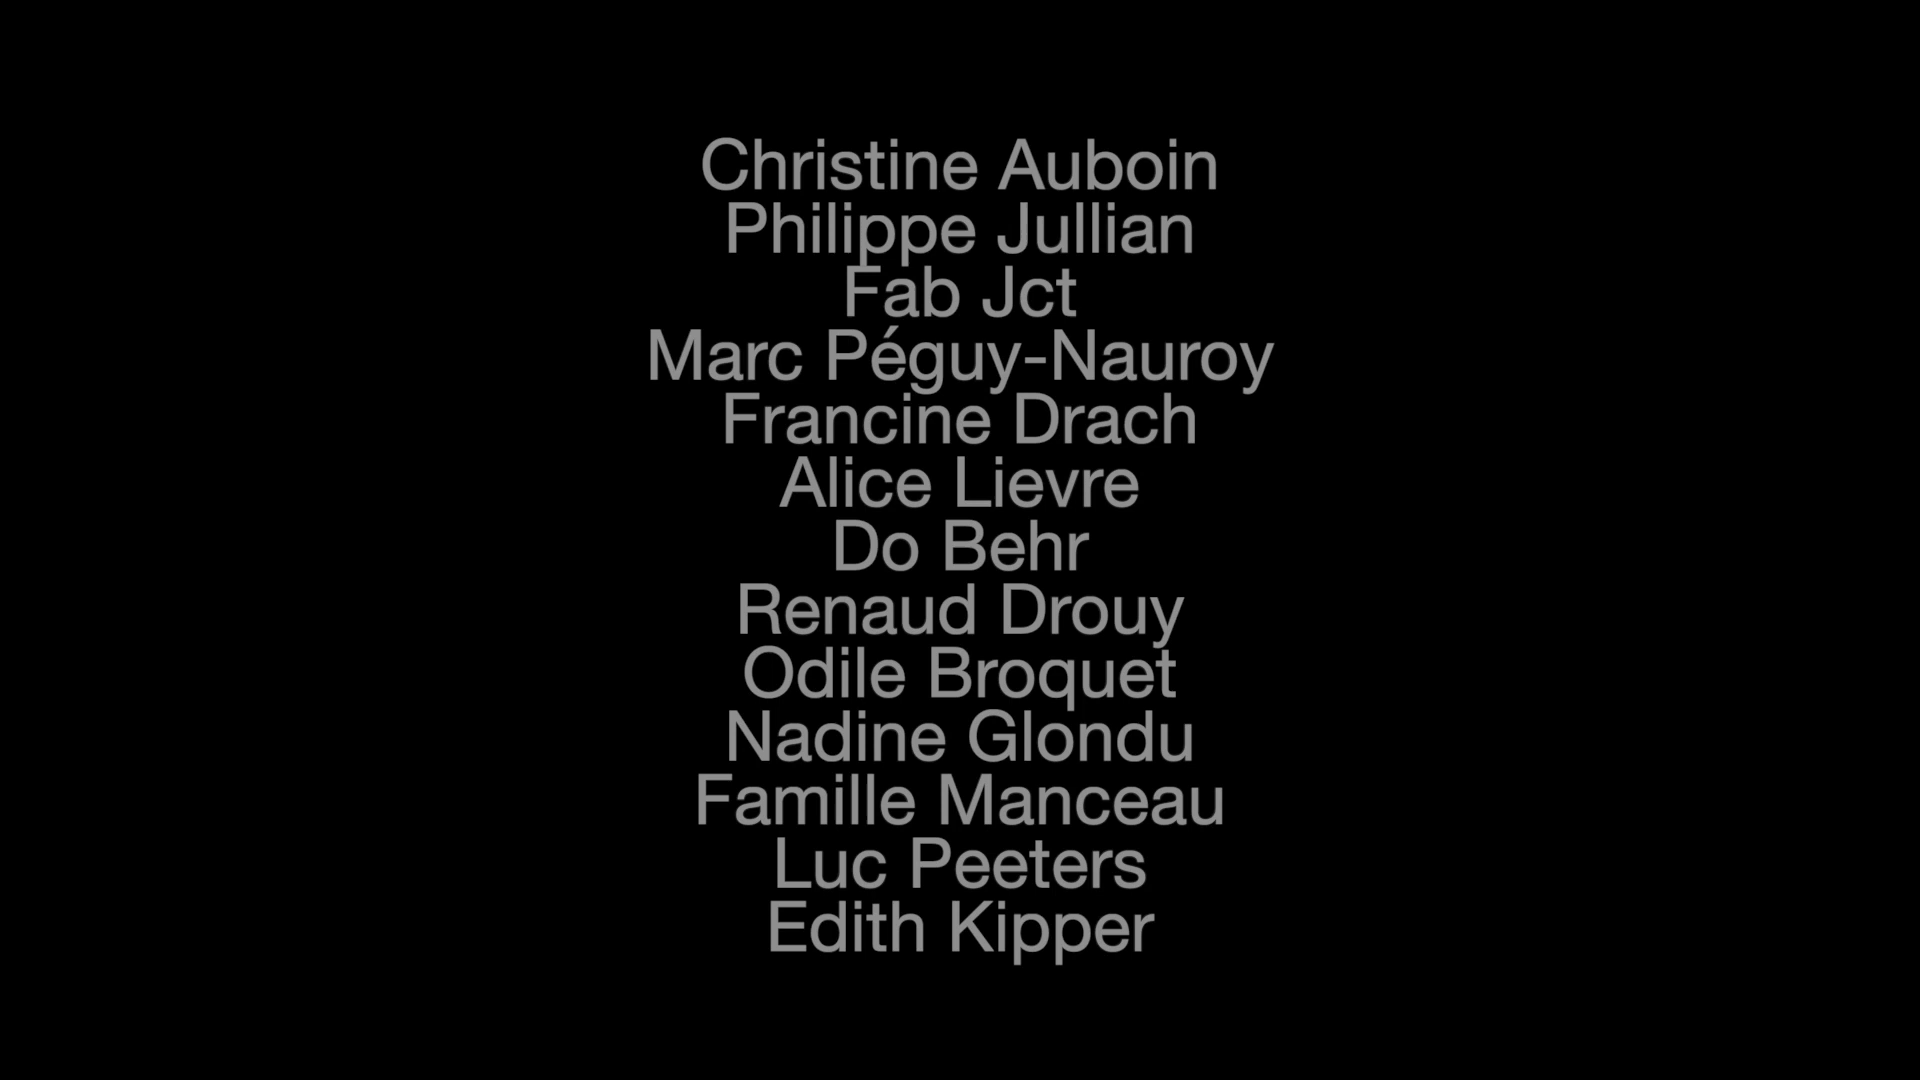 Christine Auboin
Philippe Jullian
Fab Jct
Marc Péguy-Nauroy
Francine Drach
Alice Lievre
Do Behr
Renaud Drouy
Odile Broquet
Nadine Glondu
Famille Manceau
Luc Peeters
Edith Kipper